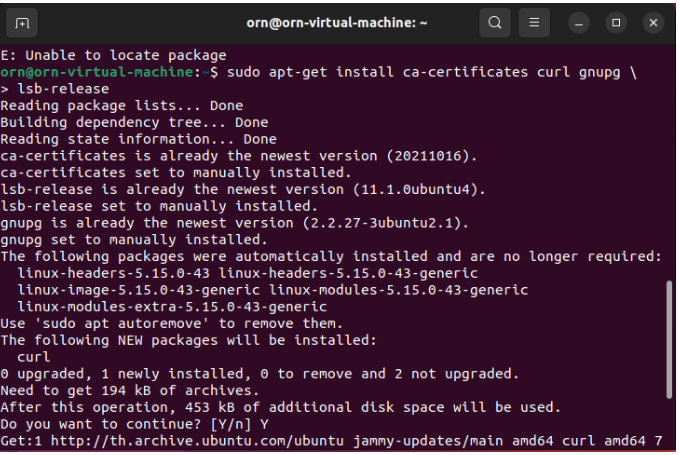 orn@orn-virtual-machine: ~
E: Unable to locate package
orn@orn-virtual-machine:~$ sudo apt-get install ca-certificates curl gnupg \
> lsb-release
Reading package lists... Done
Building dependency tree... Done
Reading state information... Done
ca-certificates is already the newest version (20211016).
ca-certificates set to manually installed.
lsb-release is already the newest version (11.1.0ubuntu4).
lsb-release set to manually installed.
gnupg is already the newest version (2.2.27-3ubuntu2.1).
gnupg set to manually installed.
The following packages were automatically installed and are no longer required:
  linux-headers-5.15.0-43 linux-headers-5.15.0-43-generic
  linux-image-5.15.0-43-generic linux-modules-5.15.0-43-generic
  linux-modules-extra-5.15.0-43-generic
Use 'sudo apt autoremove' to remove them.
The following NEW packages will be installed:
  curl
0 upgraded, 1 newly installed, 0 to remove and 2 not upgraded.
Need to get 194 kB of archives.
After this operation, 453 kB of additional disk space will be used.
Do you want to continue? [Y/n] Y
Get:1 http://th.archive.ubuntu.com/ubuntu jammy-updates/main amd64 curl amd64 7